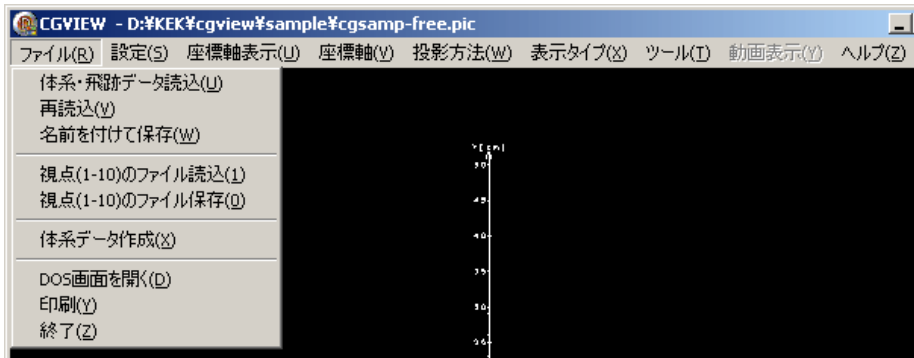 CGVIEW - D:¥KEK¥cgview¥sample¥cgsamp-free.pic
ファイル(R) 設定(S) 座標軸表示(U) 座標軸(V) 投影方法(W) 表示タイプ(X) ツール(T) 動画表示(Y) ヘルプ(Z)
体系・飛跡データ読込(U)
再読込(V)
名前を付けて保存(W)
視点(1-10)のファイル読込(1)
視点(1-10)のファイル保存(0)
体系データ作成(X)
DOS画面を開く(D)
印刷(Y)
終了(Z)
Y[cm]
50
45
40